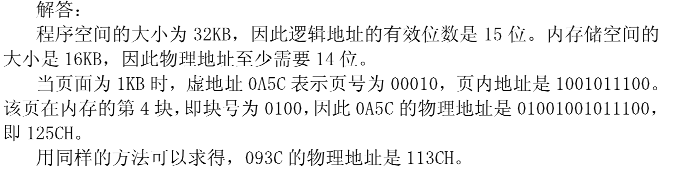 解答：
程序空间的大小为 32KB，因此逻辑地址的有效位数是 15 位。内存储空间的
大小是 16KB，因此物理地址至少需要 14 位。
当页面为 1KB 时，虚地址 0A5C 表示页号为 00010，页内地址是 1001011100。
该页在内存的第 4 块，即块号为 0100，因此 0A5C 的物理地址是 01001001011100，
即 125CH。
用同样的方法可以求得，093C 的物理地址是 113CH。